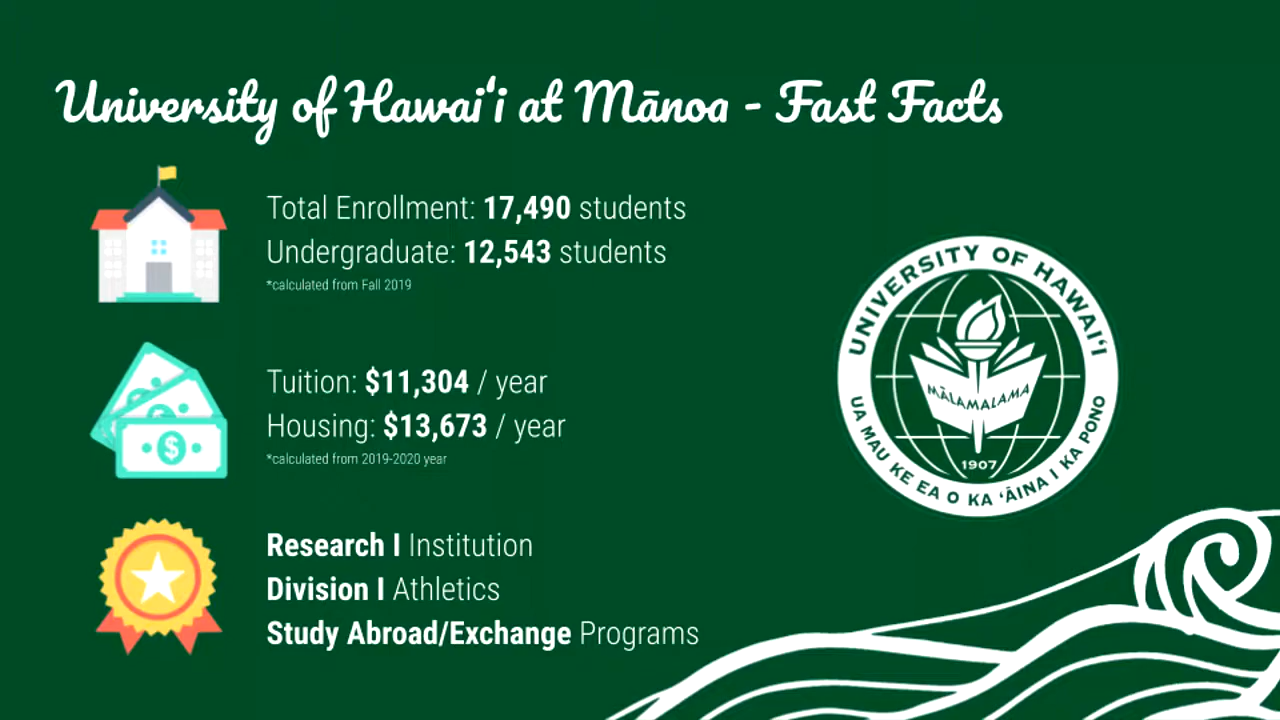 University of Hawaiʻi at Mānoa - Fast Facts
Total Enrollment: 17,490 students
Undergraduate: 12,543 students
*calculated from Fall 2019
Tuition: $11,304 / year
Housing: $13,673 / year
*calculated from 2019-2020 year
Research I Institution
Division I Athletics
Study Abroad/Exchange Programs
UNIVERSITY OF HAWAIʻI
MĀLAMALAMA
1907
UA MAU KE EA O KA ʻĀINA I KA PONO
$